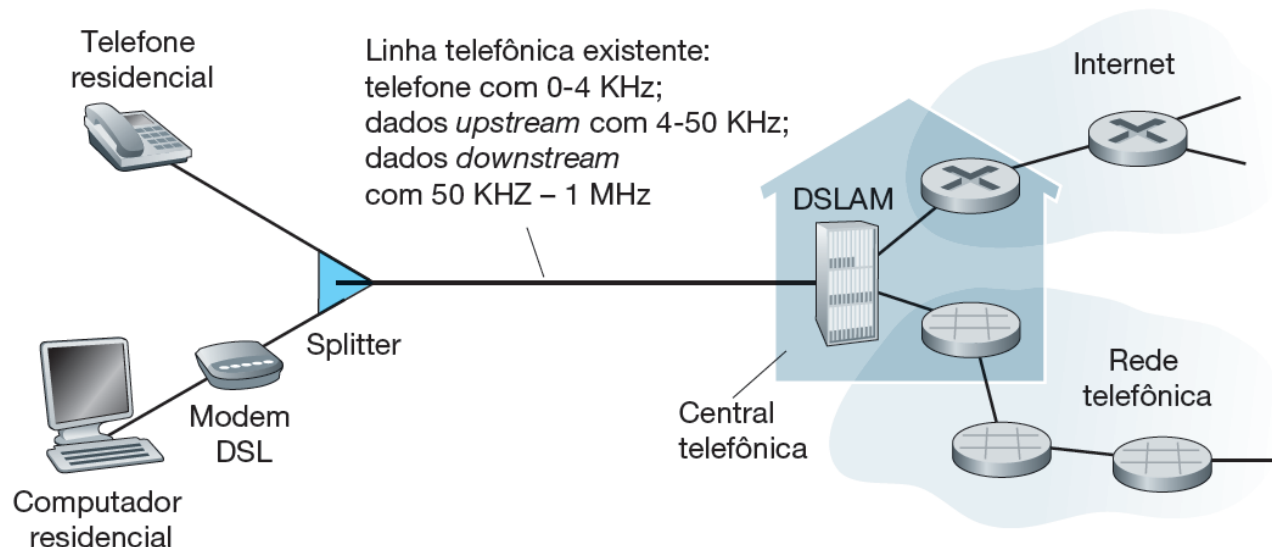 Telefone
residencial
Linha telefônica existente:
telefone com 0-4 KHz;
dados upstream com 4-50 KHz;
dados downstream
com 50 KHZ – 1 MHz
Internet
DSLAM
Splitter
Modem
DSL
Computador
residencial
Central
telefônica
Rede
telefônica